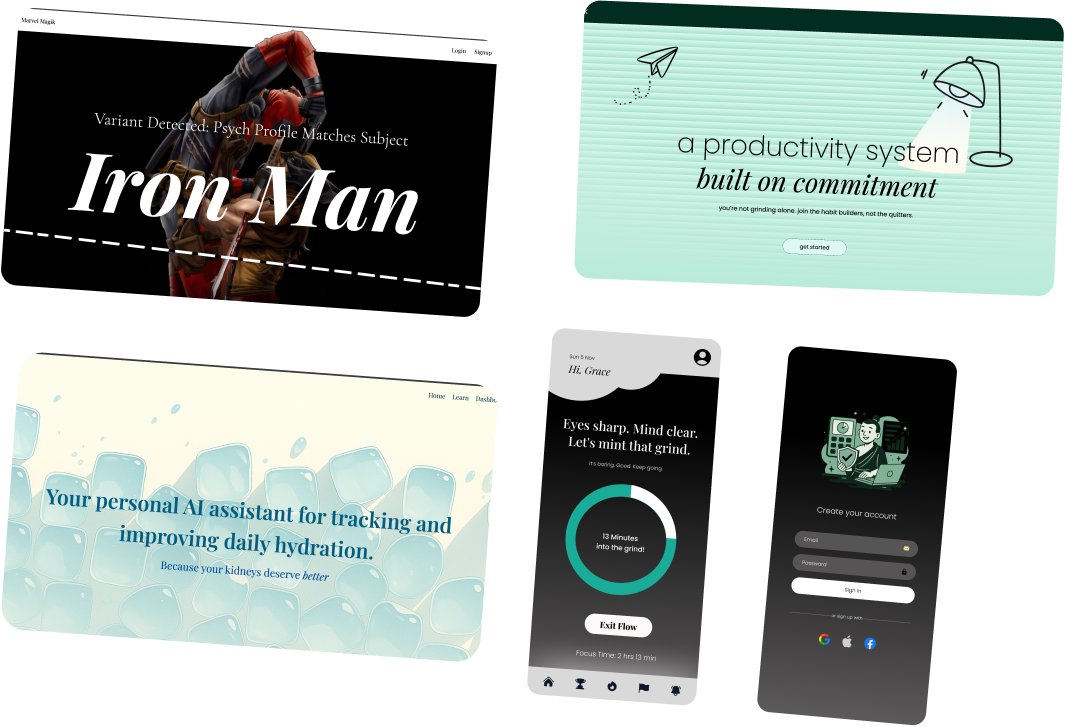 Marvel Magik
Login Signup
Variant Detected: Psych Profile Matches Subject
Iron Man
a productivity system
built on commitment
you're not grinding alone. join the habit builders, not the quitters.
get started
Home Learn Dashbo
Your personal AI assistant for tracking and
improving daily hydration.
Because your kidneys deserve better
Sun 5 Nov
Hi, Grace
Eyes sharp. Mind clear.
Let's mint that grind.
It's boring. Good. Keep going.
13 Minutes
into the grind!
Exit Flow
Focus Time: 2 hrs 13 min
Create your account
Email
Password
Sign in
or sign up with